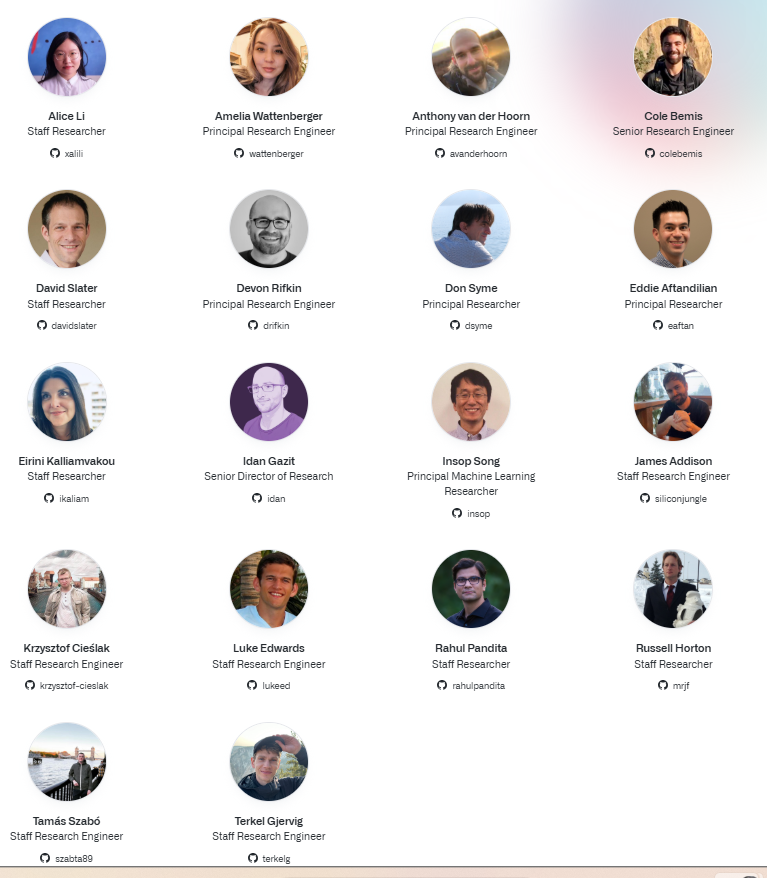 Alice Li
Staff Researcher
xalili
Amelia Wattenberger
Principal Research Engineer
wattenberger
Anthony van der Hoorn
Principal Research Engineer
avanderhoorn
Cole Bemis
Senior Research Engineer
colebemis
David Slater
Staff Researcher
davidslater
Devon Rifkin
Principal Research Engineer
drifkin
Don Syme
Principal Researcher
dsyme
Eddie Aftandilian
Principal Researcher
eaftan
Eirini Kalliamvakou
Staff Researcher
ikaliam
Idan Gazit
Senior Director of Research
idan
Insop Song
Principal Machine Learning
Researcher
insop
James Addison
Staff Research Engineer
siliconjungle
Krzysztof Cieślak
Staff Research Engineer
krzysztof-cieslak
Luke Edwards
Staff Research Engineer
lukeed
Rahul Pandita
Staff Researcher
rahulpandita
Russell Horton
Staff Researcher
mrjf
Tamás Szabó
Staff Research Engineer
szabta89
Terkel Gjervig
Staff Research Engineer
terkelg